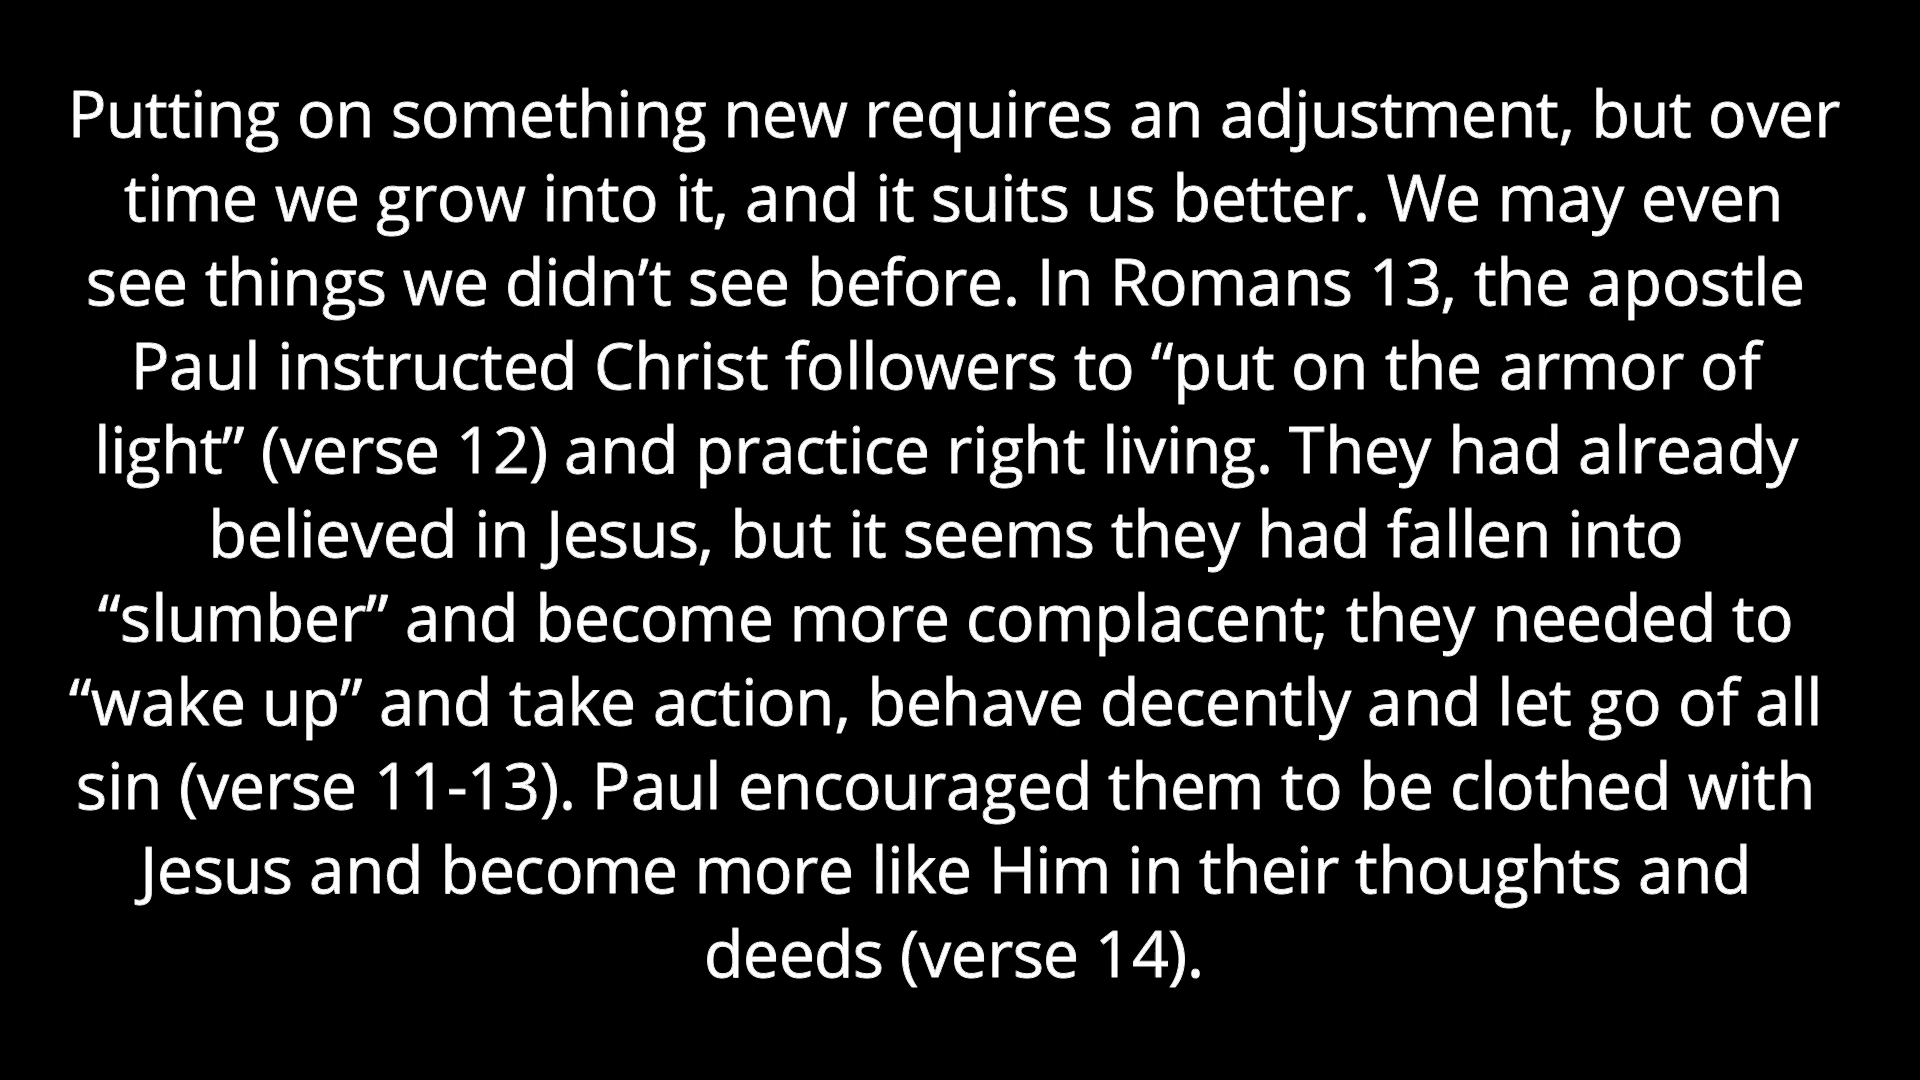 Putting on something new requires an adjustment, but over
time we grow into it, and it suits us better. We may even
see things we didn’t see before. In Romans 13, the apostle
Paul instructed Christ followers to “put on the armor of
light” (verse 12) and practice right living. They had already
believed in Jesus, but it seems they had fallen into
“slumber” and become more complacent; they needed to
“wake up” and take action, behave decently and let go of all
sin (verse 11-13). Paul encouraged them to be clothed with
Jesus and become more like Him in their thoughts and
deeds (verse 14).